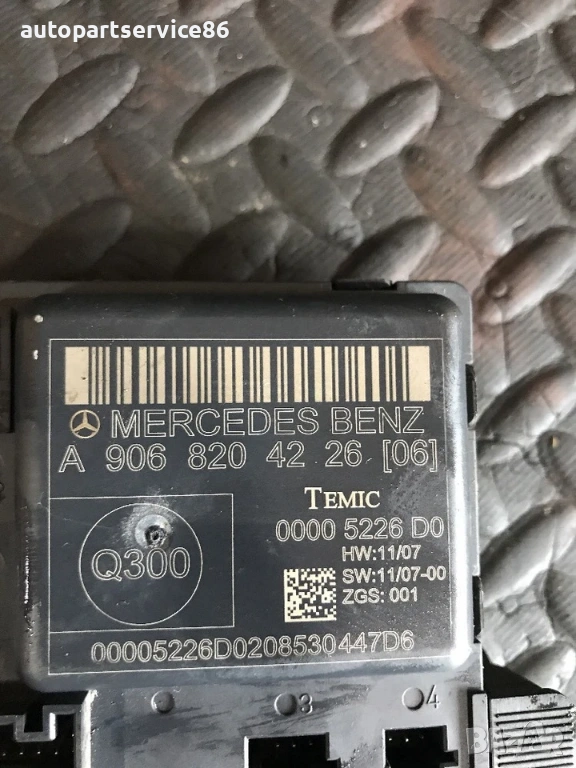 autopartservice86
MERCEDES BENZ
A 906 820 42 26 [06]
TEMIC
0000 5226 D0
HW:11/07
SW:11/07-00
ZGS: 001
Q300
00005226D0208530447D6
3
4
BAZAR